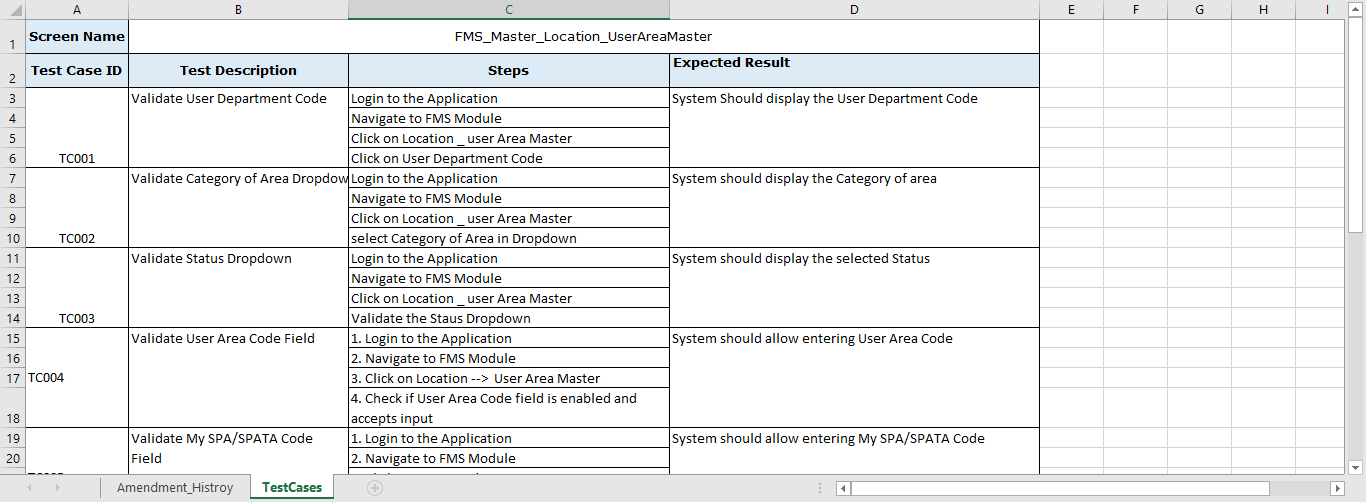 A B C D E F G H I
1 Screen Name FMS_Master_Location_UserAreaMaster
2 Test Case ID Test Description Steps Expected Result
3 Validate User Department Code Login to the Application System Should display the User Department Code
4 Navigate to FMS Module
5 Click on Location _ user Area Master
6 TC001 Click on User Department Code
7 Validate Category of Area Dropdow Login to the Application System should display the Category of area
8 Navigate to FMS Module
9 Click on Location _ user Area Master
10 TC002 select Category of Area in Dropdown
11 Validate Status Dropdown Login to the Application System should display the selected Status
12 Navigate to FMS Module
13 Click on Location _ user Area Master
14 TC003 Validate the Staus Dropdown
15 Validate User Area Code Field 1. Login to the Application System should allow entering User Area Code
16 2. Navigate to FMS Module
17 TC004 3. Click on Location --> User Area Master
4. Check if User Area Code field is enabled and
18 accepts input
19 Validate My SPA/SPATA Code 1. Login to the Application System should allow entering My SPA/SPATA Code
20 Field 2. Navigate to FMS Module
Amendment_Histroy TestCases